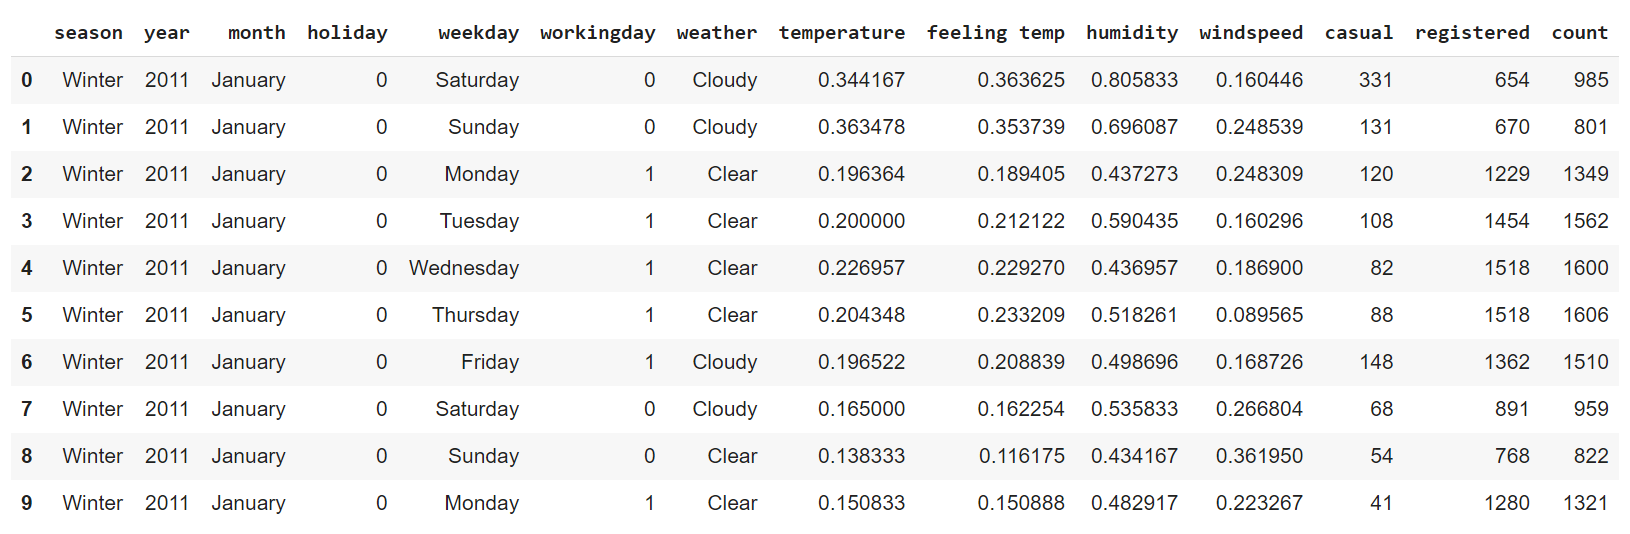 season year month holiday weekday workingday weather temperature feeling temp humidity windspeed casual registered count
0 Winter 2011 January 0 Saturday 0 Cloudy 0.344167 0.363625 0.805833 0.160446 331 654 985
1 Winter 2011 January 0 Sunday 0 Cloudy 0.363478 0.353739 0.696087 0.248539 131 670 801
2 Winter 2011 January 0 Monday 1 Clear 0.196364 0.189405 0.437273 0.248309 120 1229 1349
3 Winter 2011 January 0 Tuesday 1 Clear 0.200000 0.212122 0.590435 0.160296 108 1454 1562
4 Winter 2011 January 0 Wednesday 1 Clear 0.226957 0.229270 0.436957 0.186900 82 1518 1600
5 Winter 2011 January 0 Thursday 1 Clear 0.204348 0.233209 0.518261 0.089565 88 1518 1606
6 Winter 2011 January 0 Friday 1 Cloudy 0.196522 0.208839 0.498696 0.168726 148 1362 1510
7 Winter 2011 January 0 Saturday 0 Cloudy 0.165000 0.162254 0.535833 0.266804 68 891 959
8 Winter 2011 January 0 Sunday 0 Clear 0.138333 0.116175 0.434167 0.361950 54 768 822
9 Winter 2011 January 0 Monday 1 Clear 0.150833 0.150888 0.482917 0.223267 41 1280 1321